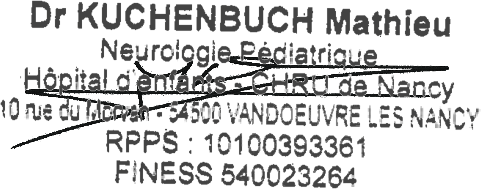 Dr KUCHENBUCH Mathieu
Neurologie Pédiatrique
Hôpital d'enfants - CHRU de Nancy
10 rue du Morvan - 54500 VANDOEUVRE LES NANCY
RPPS : 10100393361
FINESS 540023264